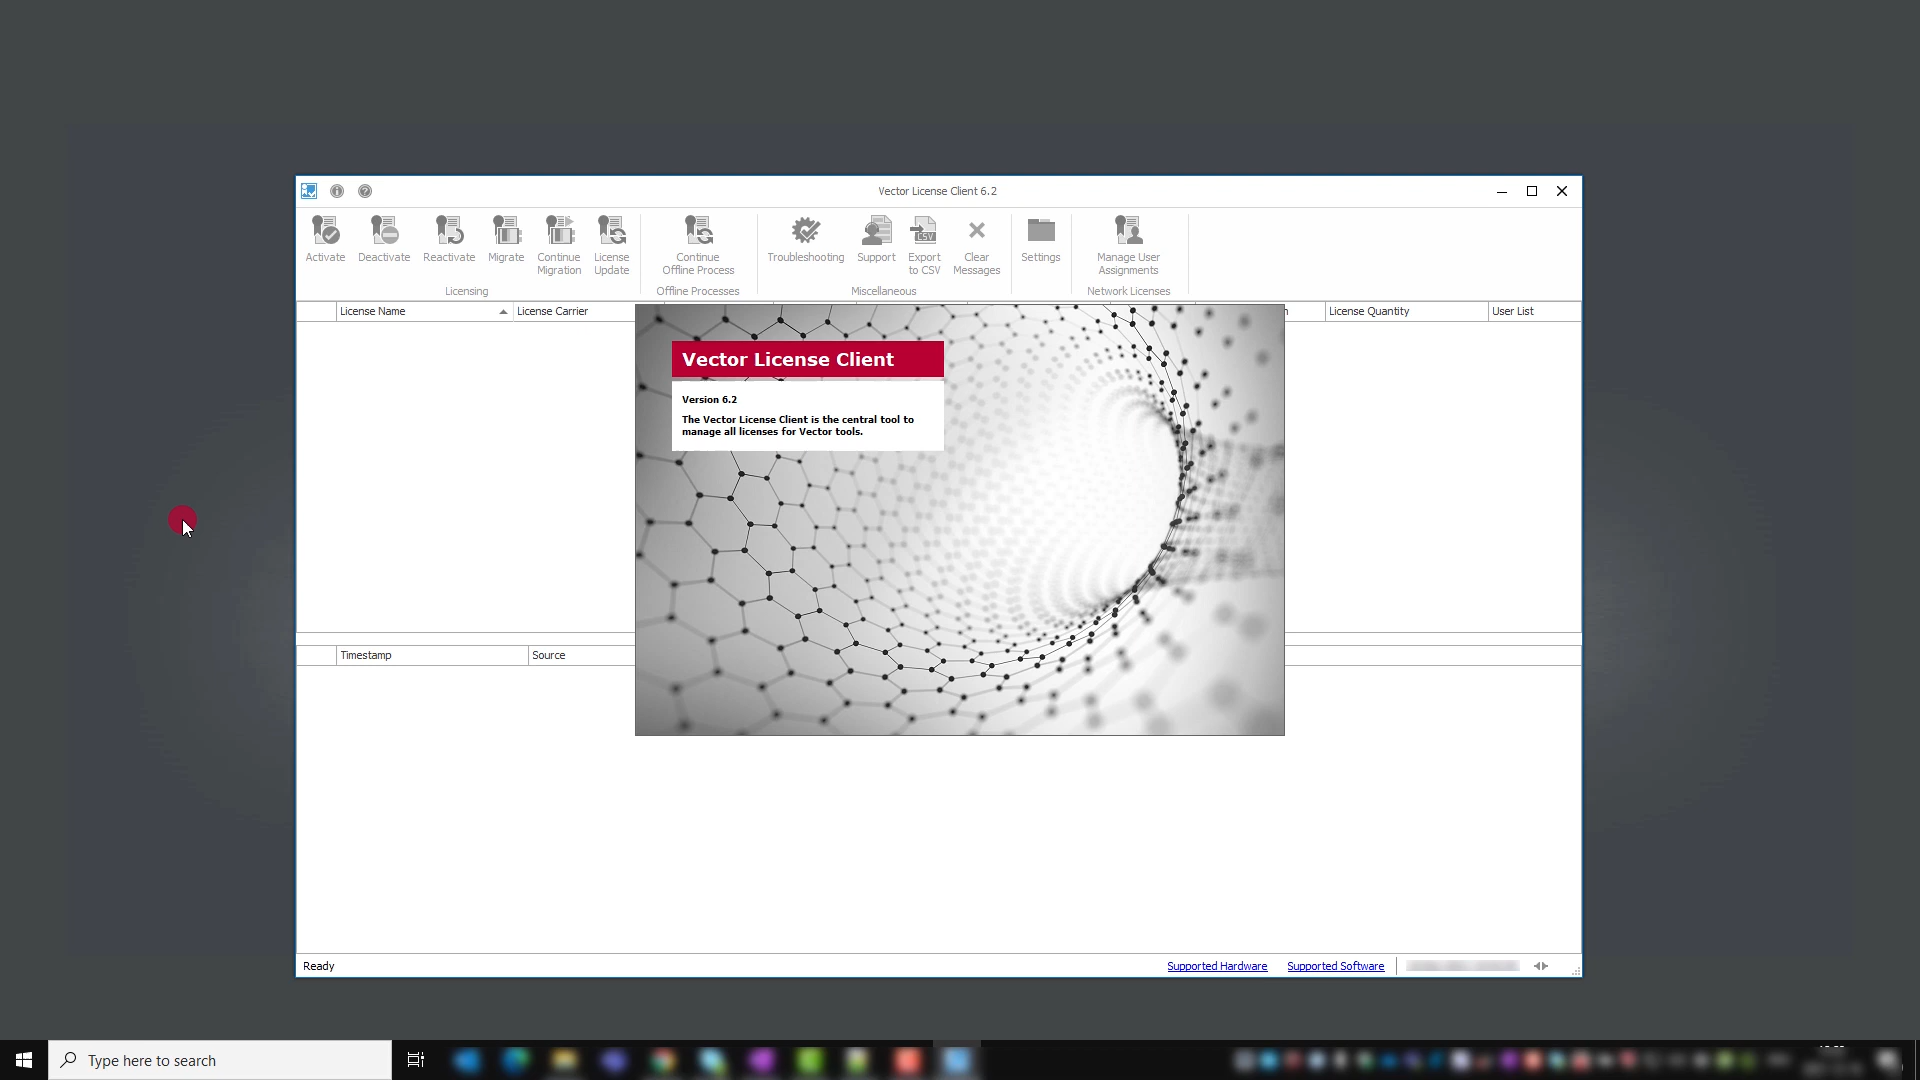 Vector License Client 6.2
Activate
Deactivate
Reactivate
Migrate
Continue
Migration
License
Update
Licensing
Continue
Offline Process
Offline Processes
Troubleshooting
Support
CSV
Export
to CSV
Clear
Messages
Miscellaneous
Settings
Manage User
Assignments
Network Licenses
License Name
License Carrier
License Quantity
User List
Vector License Client
Version 6.2
The Vector License Client is the central tool to
manage all licenses for Vector tools.
Timestamp
Source
Ready
Supported Hardware
Supported Software
Type here to search